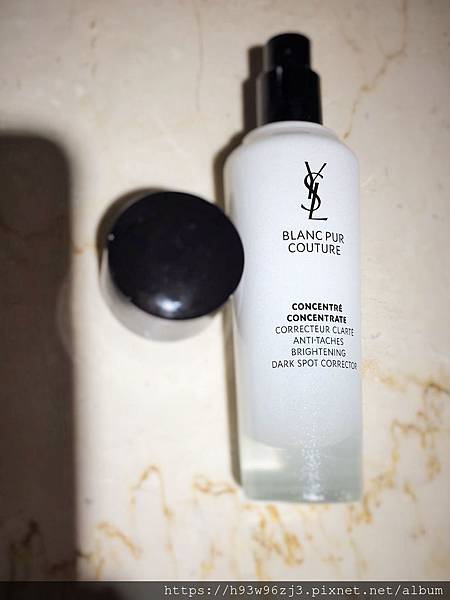 YSL
BLANC PUR
COUTURE
CONCENTRÉ
CONCENTRATE
CORRECTEUR CLARTÉ
ANTI-TACHES
BRIGHTENING
DARK SPOT CORRECTOR
https://h93w96zj3.pixnet.net/album